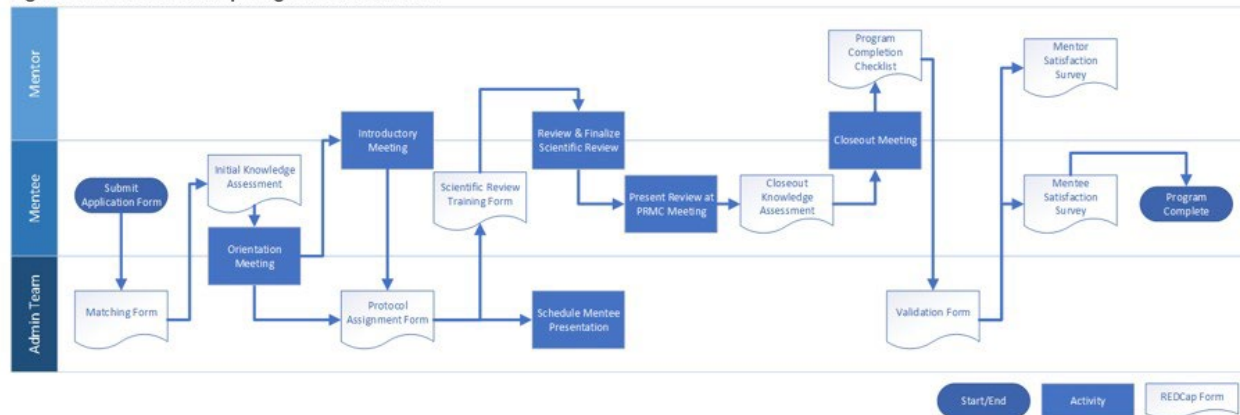 Mentor
Program
Completion
Checklist
Mentor
Satisfaction
Survey
Introductory
Meeting
Review & Finalize
Scientific Review
Closeout Meeting
Mentee
Submit
Application Form
Initial Knowledge
Assessment
Orientation
Meeting
Scientific Review
Training Form
Present Review at
PRMC Meeting
Closeout
Knowledge
Assessment
Mentee
Satisfaction
Survey
Program
Complete
Admin Team
Matching Form
Protocol
Assignment Form
Schedule Mentee
Presentation
Validation Form
Start/End
Activity
REDCap Form